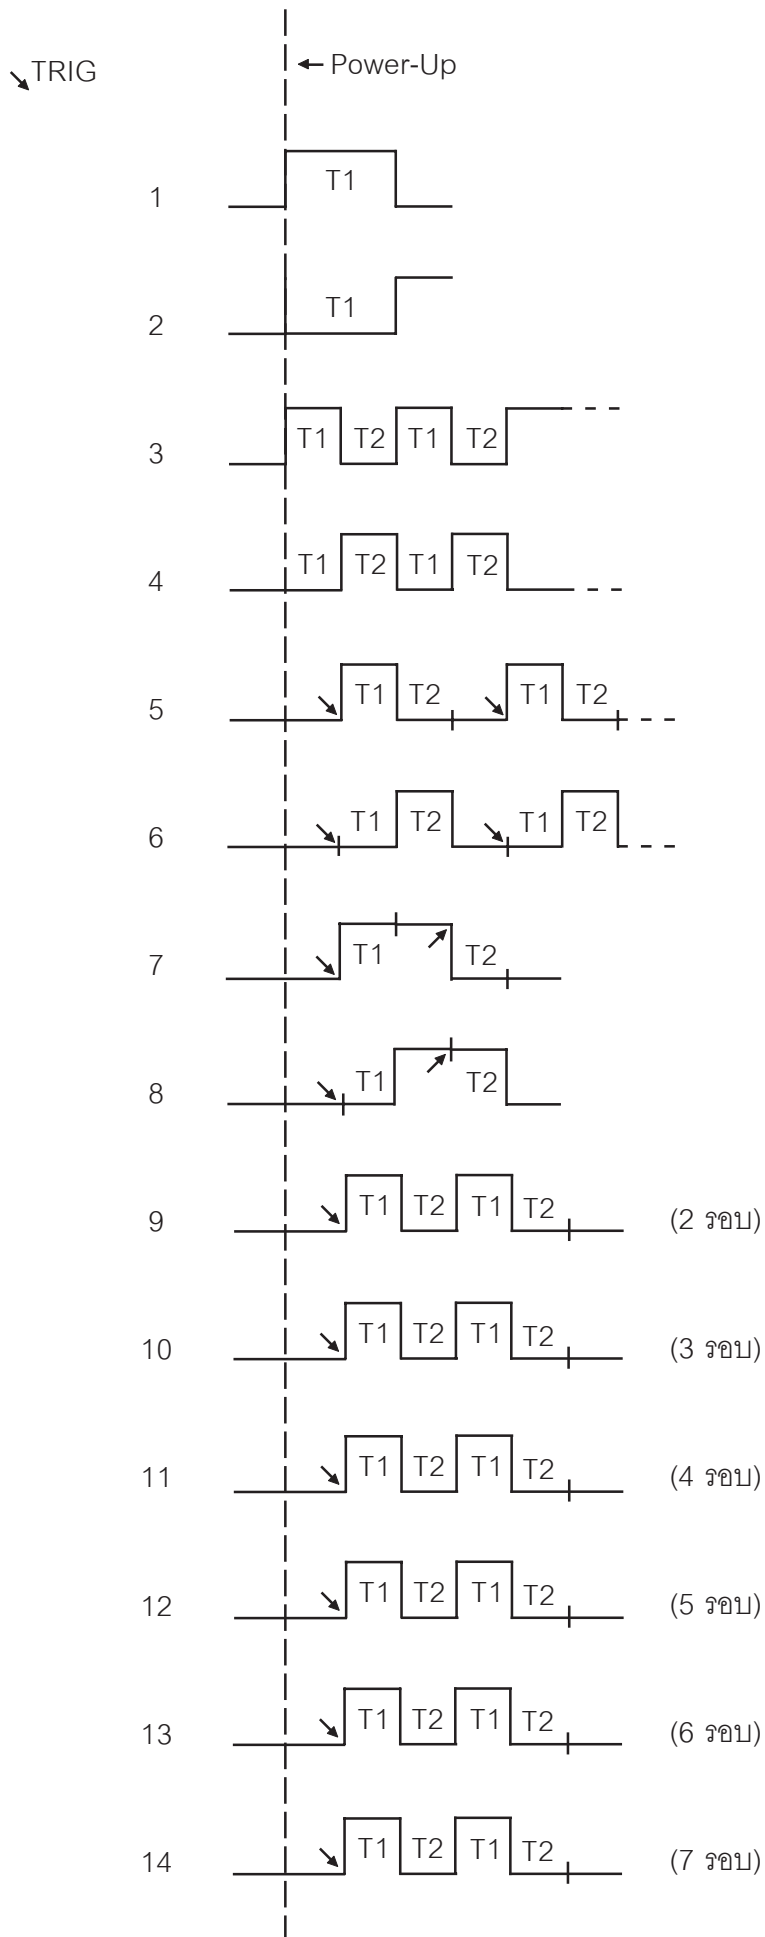 TRIG
Power-Up
1 T1
2 T1
3 T1 T2 T1 T2
4 T1 T2 T1 T2
5 T1 T2 T1 T2
6 T1 T2 T1 T2
7 T1 T2
8 T1 T2
9 T1 T2 T1 T2 (2 รอบ)
10 T1 T2 T1 T2 (3 รอบ)
11 T1 T2 T1 T2 (4 รอบ)
12 T1 T2 T1 T2 (5 รอบ)
13 T1 T2 T1 T2 (6 รอบ)
14 T1 T2 T1 T2 (7 รอบ)